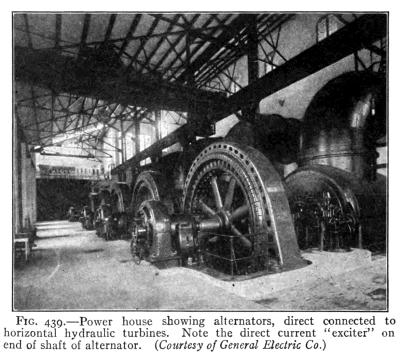 FIG. 439.—Power house showing alternators, direct connected to
horizontal hydraulic turbines. Note the direct current "exciter" on
end of shaft of alternator. (Courtesy of General Electric Co.)